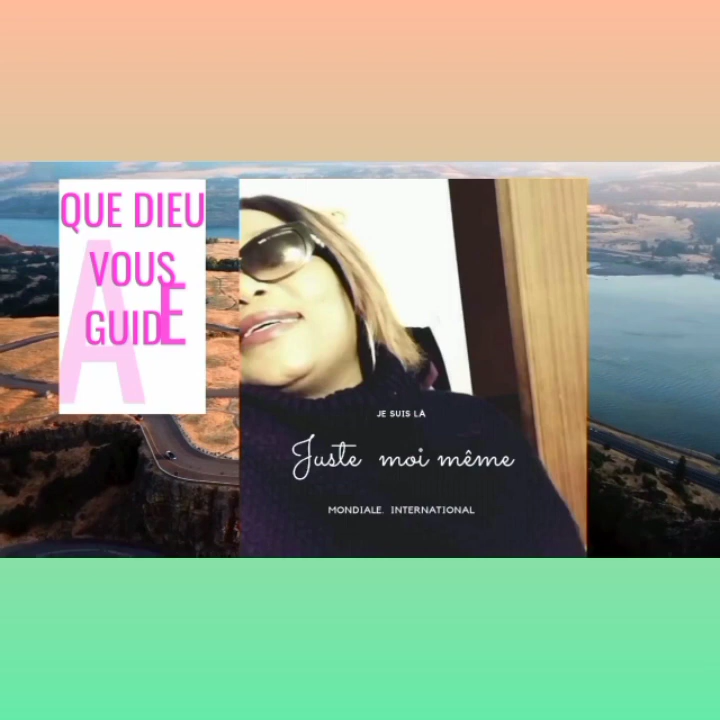 QUE DIEU
VOUS
GUIDE
A
JE SUIS LÀ
Juste moi même
MONDIALE. INTERNATIONAL